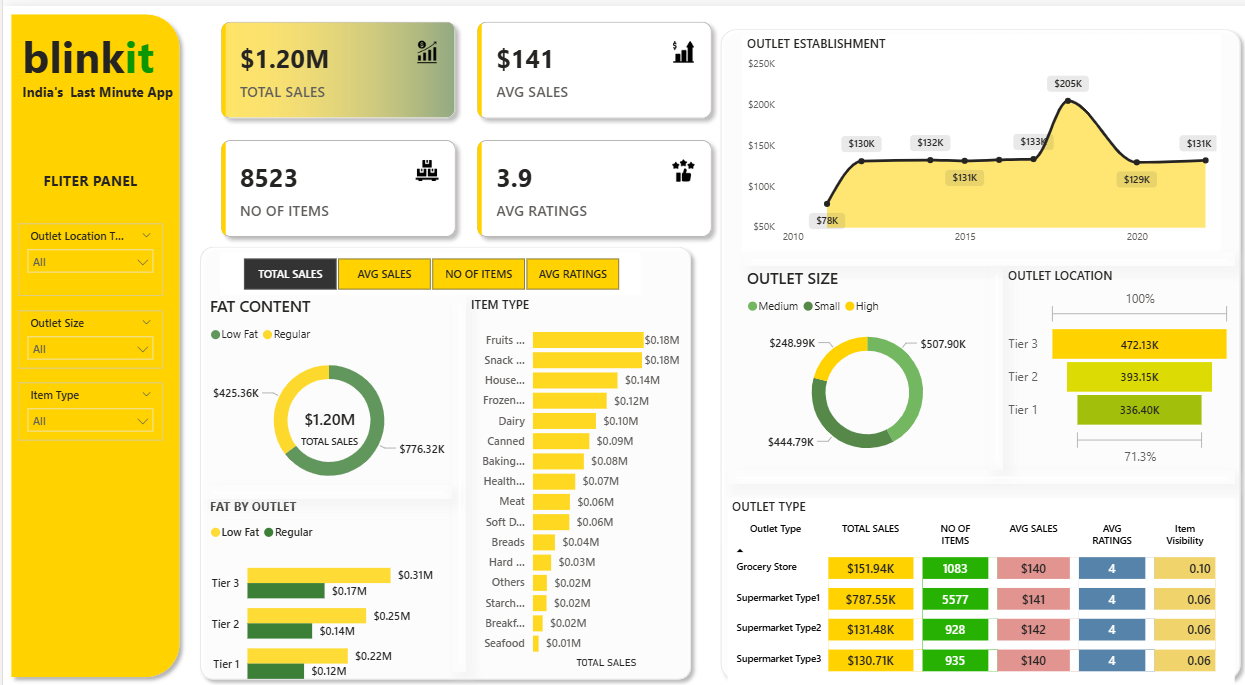 blinkit
India's Last Minute App
FLITER PANEL
Outlet Location T...
All
Outlet Size
All
Item Type
All
$1.20M
TOTAL SALES
$141
AVG SALES
8523
NO OF ITEMS
3.9
AVG RATINGS
TOTAL SALES
AVG SALES
NO OF ITEMS
AVG RATINGS
FAT CONTENT
Low Fat
Regular
$425.36K
$1.20M
TOTAL SALES
$776.32K
FAT BY OUTLET
Low Fat
Regular
Tier 3
$0.31M
$0.17M
Tier 2
$0.25M
$0.14M
Tier 1
$0.22M
$0.12M
ITEM TYPE
Fruits ... $0.18M
Snack ... $0.18M
House... $0.14M
Frozen... $0.12M
Dairy $0.10M
Canned $0.09M
Baking... $0.08M
Health... $0.07M
Meat $0.06M
Soft D... $0.06M
Breads $0.04M
Hard ... $0.03M
Others $0.02M
Starch... $0.02M
Breakf... $0.02M
Seafood $0.01M
TOTAL SALES
OUTLET ESTABLISHMENT
$250K
$200K
$150K
$100K
$50K
$78K
$130K
$132K
$131K
$133K
$205K
$129K
$131K
2010
2015
2020
OUTLET SIZE
Medium
Small
High
$248.99K
$507.90K
$444.79K
OUTLET LOCATION
100%
Tier 3 472.13K
Tier 2 393.15K
Tier 1 336.40K
71.3%
OUTLET TYPE
Outlet Type TOTAL SALES NO OF ITEMS AVG SALES AVG RATINGS Item Visibility
Grocery Store $151.94K 1083 $140 4 0.10
Supermarket Type1 $787.55K 5577 $141 4 0.06
Supermarket Type2 $131.48K 928 $142 4 0.06
Supermarket Type3 $130.71K 935 $140 4 0.06